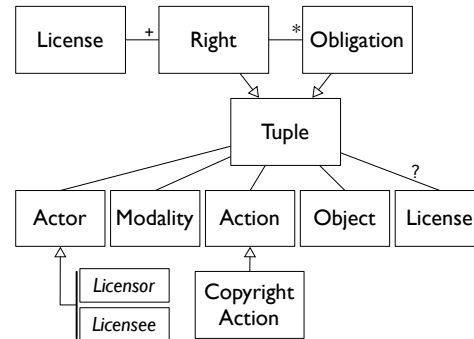 License
+
Right
*
Obligation
Tuple
?
Actor
Modality
Action
Object
License
Licensor
Licensee
Copyright
Action